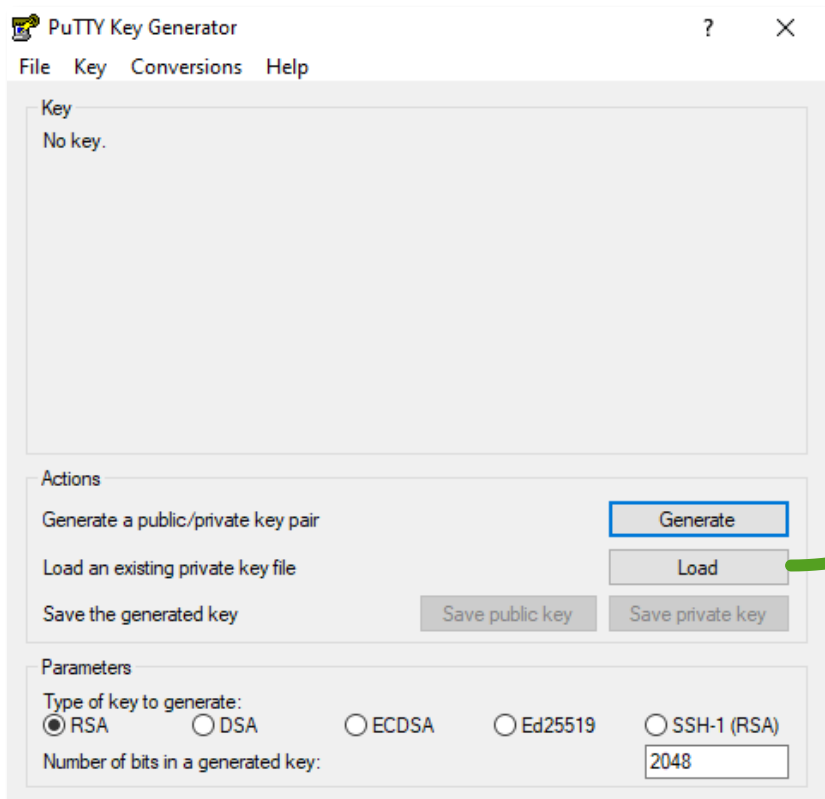 PuTTY Key Generator ? ×
File Key Conversions Help
Key
No key.
Actions
Generate a public/private key pair Generate
Load an existing private key file Load
Save the generated key Save public key Save private key
Parameters
Type of key to generate:
RSA DSA ECDSA Ed25519 SSH-1 (RSA)
Number of bits in a generated key: 2048